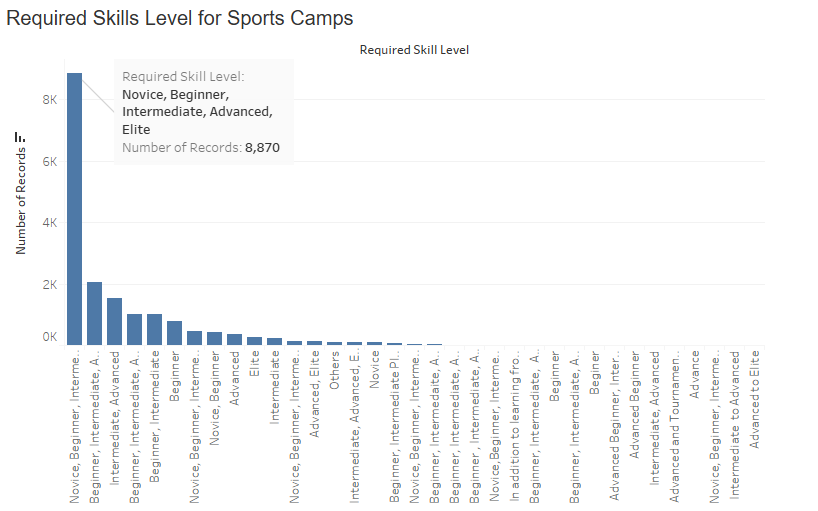 Required Skills Level for Sports Camps
Required Skill Level
Required Skill Level:
Novice, Beginner,
Intermediate, Advanced,
Elite
Number of Records: 8,870
Number of Records
8K
6K
4K
2K
0K
Novice, Beginner, Interme..
Beginner, Intermediate, A..
Intermediate, Advanced
Beginner, Intermediate, A..
Beginner, Intermediate
Beginner
Novice, Beginner, Interme..
Novice, Beginner
Advanced
Elite
Intermediate
Novice, Beginner, Interme..
Advanced, Elite
Others
Intermediate, Advanced, E..
Novice
Beginner, Intermediate Pl..
Novice, Beginner, Interme..
Beginner, Intermedaite, A..
Beginner, Intermediate, A..
Beginner , Intermediate, A..
Novice,Beginner, Interme..
In addition to learning fro..
Beginner, Intermediate, A..
Beginner
Beginner, Intermediate, A..
Beginer
Advanced Beginner, Inter..
Advanced Beginner
Intermediate, Advanced
Advanced and Tournamen..
Advance
Novice, Beginner, Interme..
Intermediate to Advanced
Advanced to Elite